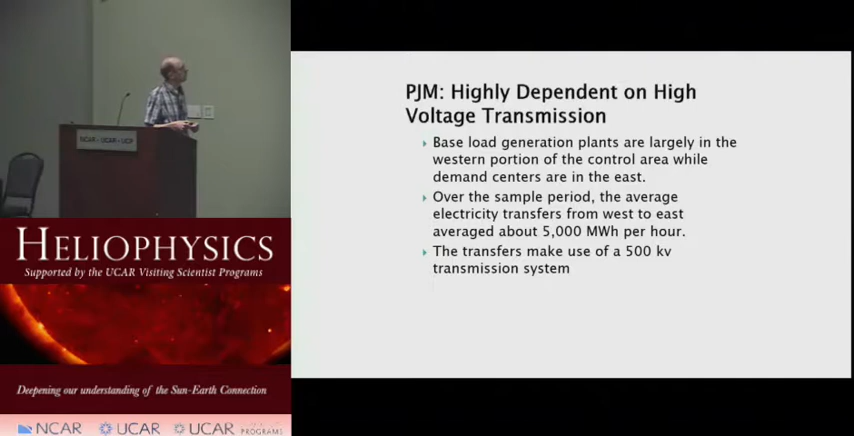 NCAR - UCAR - UCP
HELIOPHYSICS
Supported by the UCAR Visiting Scientist Programs
Deepening our understanding of the Sun-Earth Connection
NCAR
UCAR
UCAR
PROGRAMS
PJM: Highly Dependent on High
Voltage Transmission
Base load generation plants are largely in the
western portion of the control area while
demand centers are in the east.
Over the sample period, the average
electricity transfers from west to east
averaged about 5,000 MWh per hour.
The transfers make use of a 500 kv
transmission system